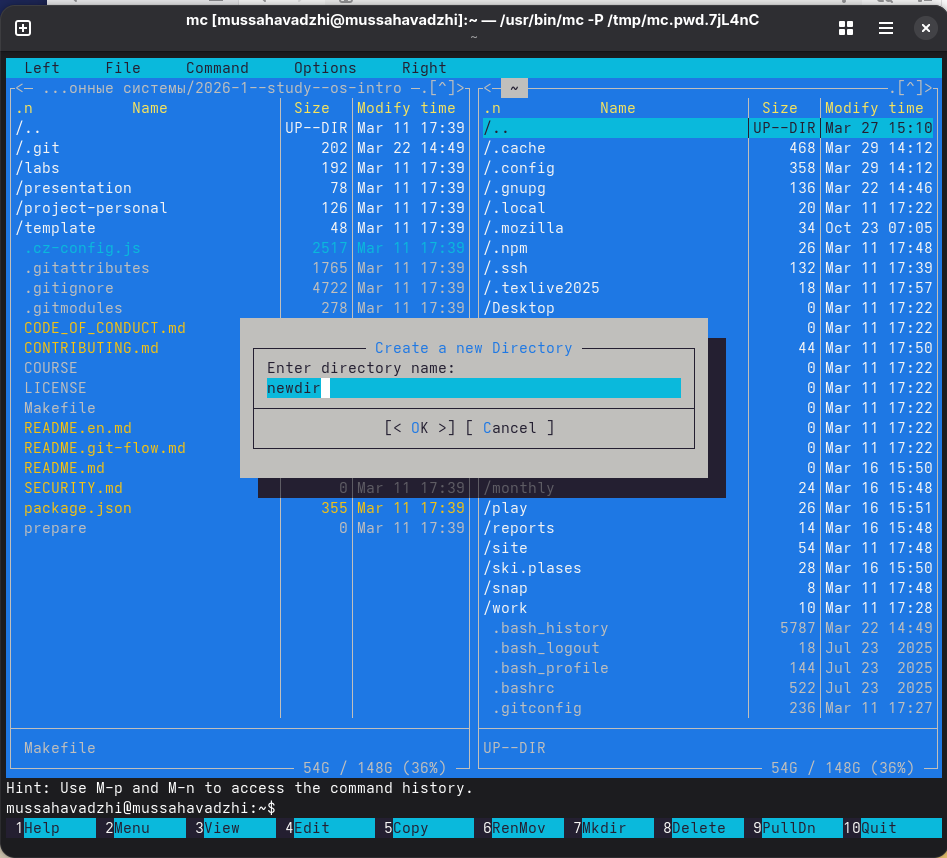 mc [mussahavadzhi@mussahavadzhi]:~ — /usr/bin/mc -P /tmp/mc.pwd.7jL4nC
~
Left File Command Options Right
<— ...онные системы/2026-1--study--os-intro —.[^]>
.n Name Size Modify time
/.. UP--DIR Mar 11 17:39
/.git 202 Mar 22 14:49
/labs 192 Mar 11 17:39
/presentation 78 Mar 11 17:39
/project-personal 126 Mar 11 17:39
/template 48 Mar 11 17:39
.cz-config.js 2517 Mar 11 17:39
.gitattributes 1765 Mar 11 17:39
.gitignore 4722 Mar 11 17:39
.gitmodules 278 Mar 11 17:39
CODE_OF_CONDUCT.md
CONTRIBUTING.md
COURSE
LICENSE
Makefile
README.en.md
README.git-flow.md
README.md
SECURITY.md 0 Mar 11 17:39
package.json 355 Mar 11 17:39
prepare 0 Mar 11 17:39
Makefile
54G / 148G (36%)
<— ~ .[^]>
.n Name Size Modify time
/.. UP--DIR Mar 27 15:10
/.cache 468 Mar 29 14:12
/.config 358 Mar 29 14:12
/.gnupg 136 Mar 22 14:46
/.local 20 Mar 11 17:22
/.mozilla 34 Oct 23 07:05
/.npm 26 Mar 11 17:48
/.ssh 132 Mar 11 17:39
/.texlive2025 18 Mar 11 17:57
/Desktop 0 Mar 11 17:22
0 Mar 11 17:22
44 Mar 11 17:50
0 Mar 11 17:22
0 Mar 11 17:22
0 Mar 11 17:22
0 Mar 11 17:22
0 Mar 11 17:22
0 Mar 16 15:50
/monthly 24 Mar 16 15:48
/play 26 Mar 16 15:51
/reports 14 Mar 16 15:48
/site 54 Mar 11 17:48
/ski.plases 28 Mar 16 15:50
/snap 8 Mar 11 17:48
/work 10 Mar 11 17:28
.bash_history 5787 Mar 22 14:49
.bash_logout 18 Jul 23 2025
.bash_profile 144 Jul 23 2025
.bashrc 522 Jul 23 2025
.gitconfig 236 Mar 11 17:27
UP--DIR
54G / 148G (36%)
Create a new Directory
Enter directory name:
newdir
[< OK >] [ Cancel ]
Hint: Use M-p and M-n to access the command history.
mussahavadzhi@mussahavadzhi:~$
1Help 2Menu 3View 4Edit 5Copy 6RenMov 7Mkdir 8Delete 9PullDn 10Quit